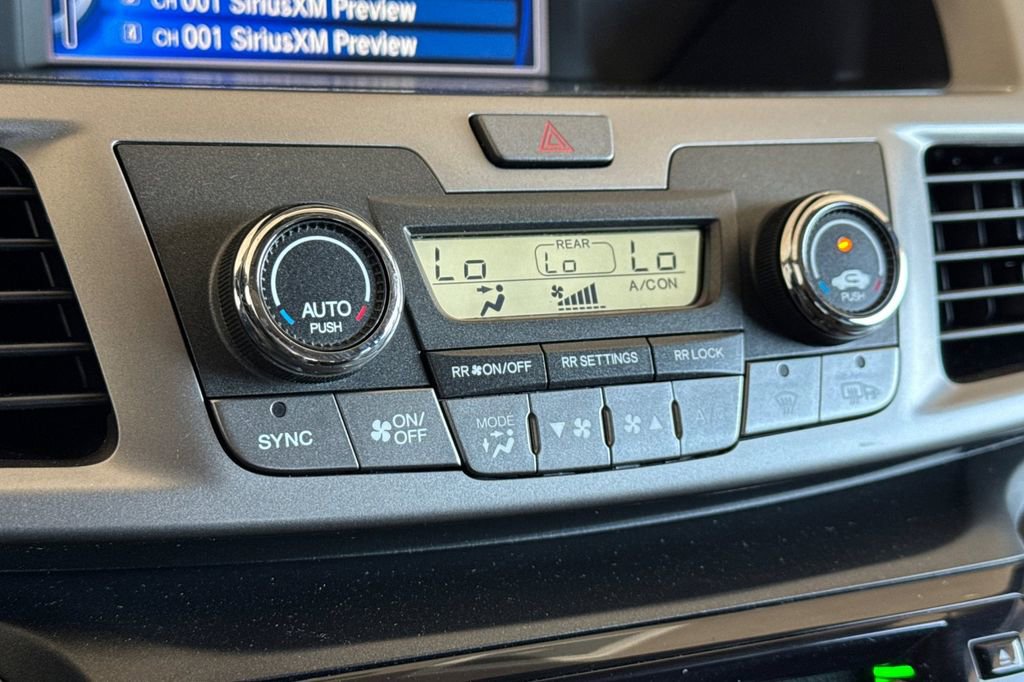 CH 001 SiriusXM Preview
4 CH 001 SiriusXM Preview
AUTO
PUSH
Lo
REAR
Lo
Lo
A/CON
PUSH
RR ON/OFF
RR SETTINGS
RR LOCK
SYNC
ON/
OFF
MODE